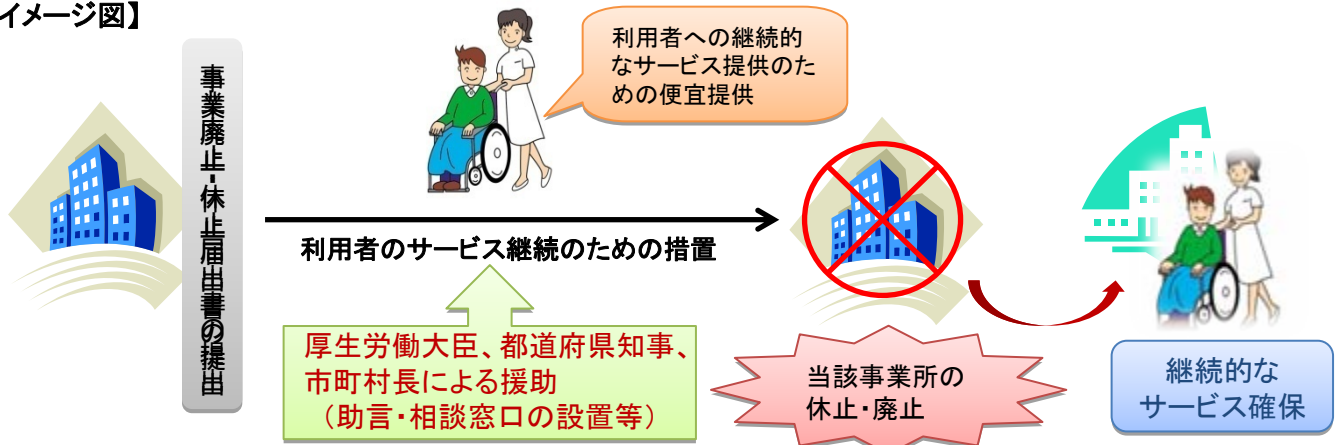 イメージ図】
事業廃止・休止届出書の提出
利用者への継続的
なサービス提供のた
めの便宜提供
利用者のサービス継続のための措置
厚生労働大臣、都道府県知事、
市町村長による援助
（助言・相談窓口の設置等）
当該事業所の
休止・廃止
継続的な
サービス確保